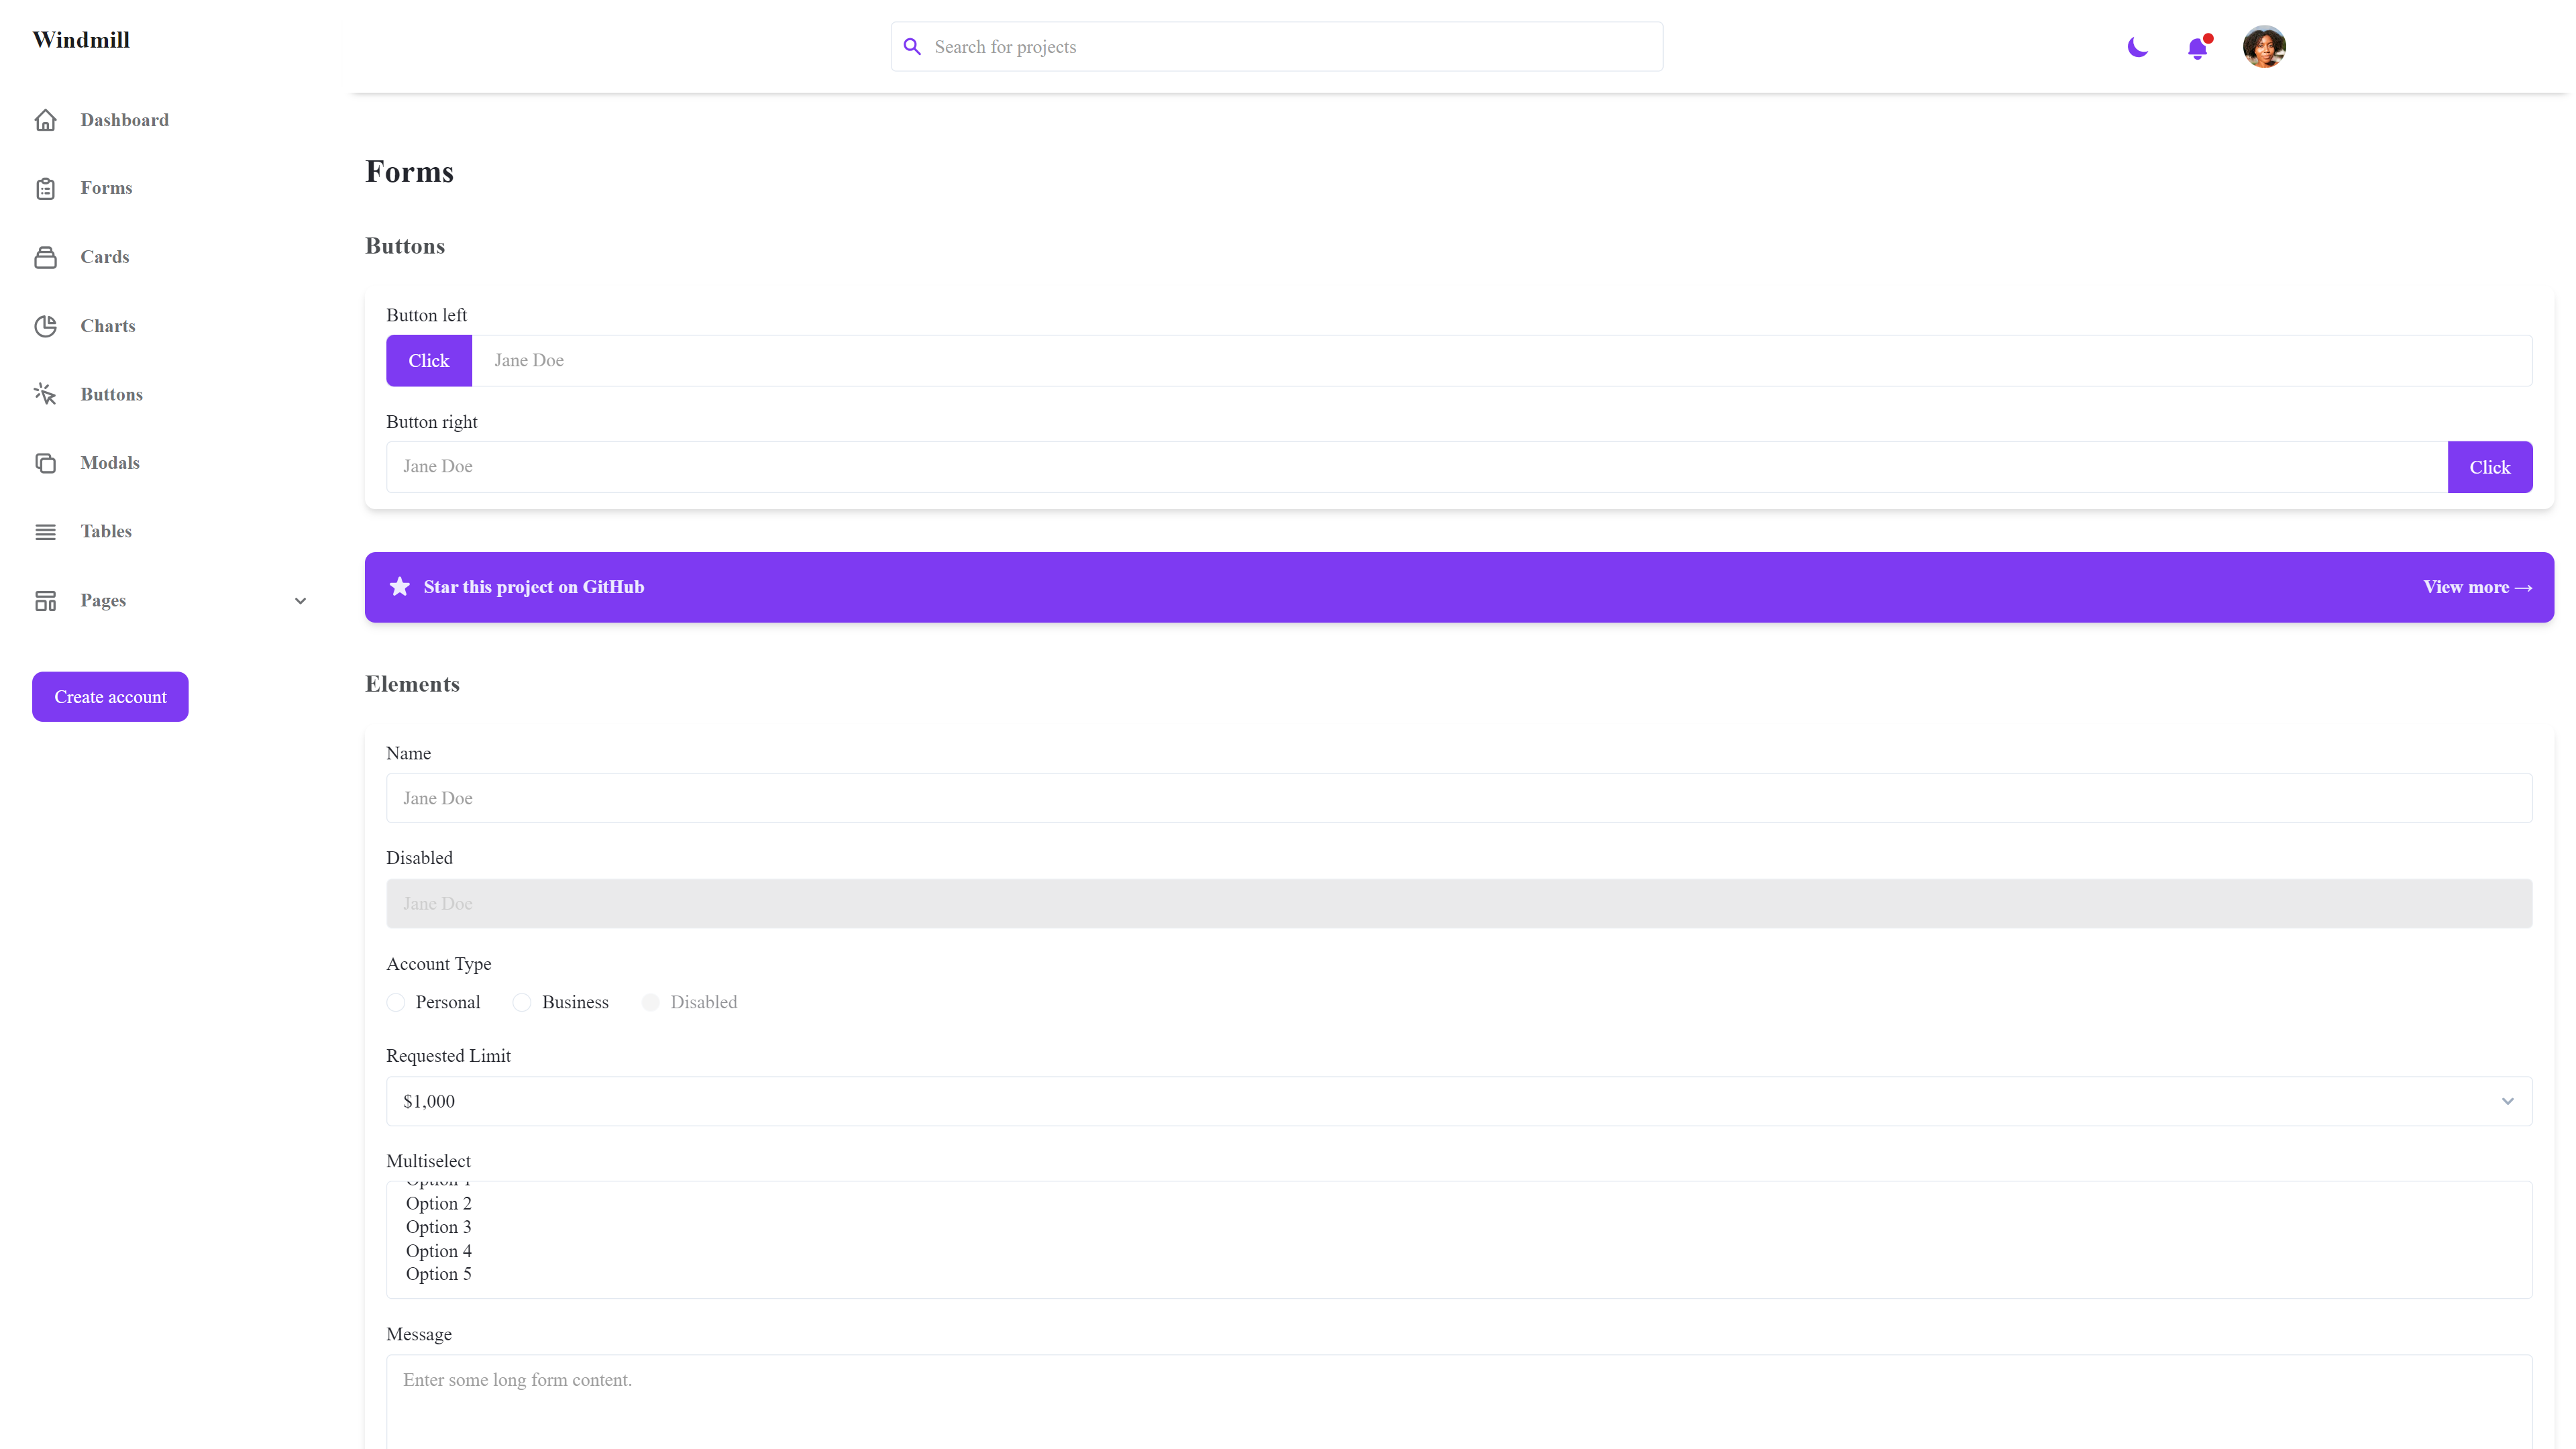 Windmill
Search for projects
Dashboard
Forms
Cards
Charts
Buttons
Modals
Tables
Pages
Create account
Forms
Buttons
Button left
Click
Jane Doe
Button right
Jane Doe
Click
Star this project on GitHub
View more →
Elements
Name
Jane Doe
Disabled
Jane Doe
Account Type
Personal
Business
Disabled
Requested Limit
$1,000
Multiselect
Option 1
Option 2
Option 3
Option 4
Option 5
Message
Enter some long form content.